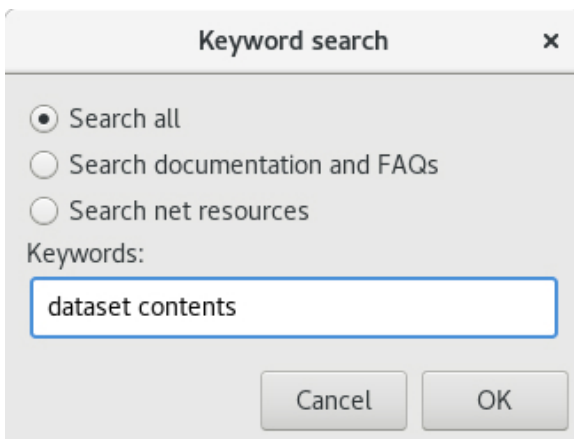 Keyword search ×
Search all
Search documentation and FAQs
Search net resources
Keywords:
dataset contents
Cancel OK